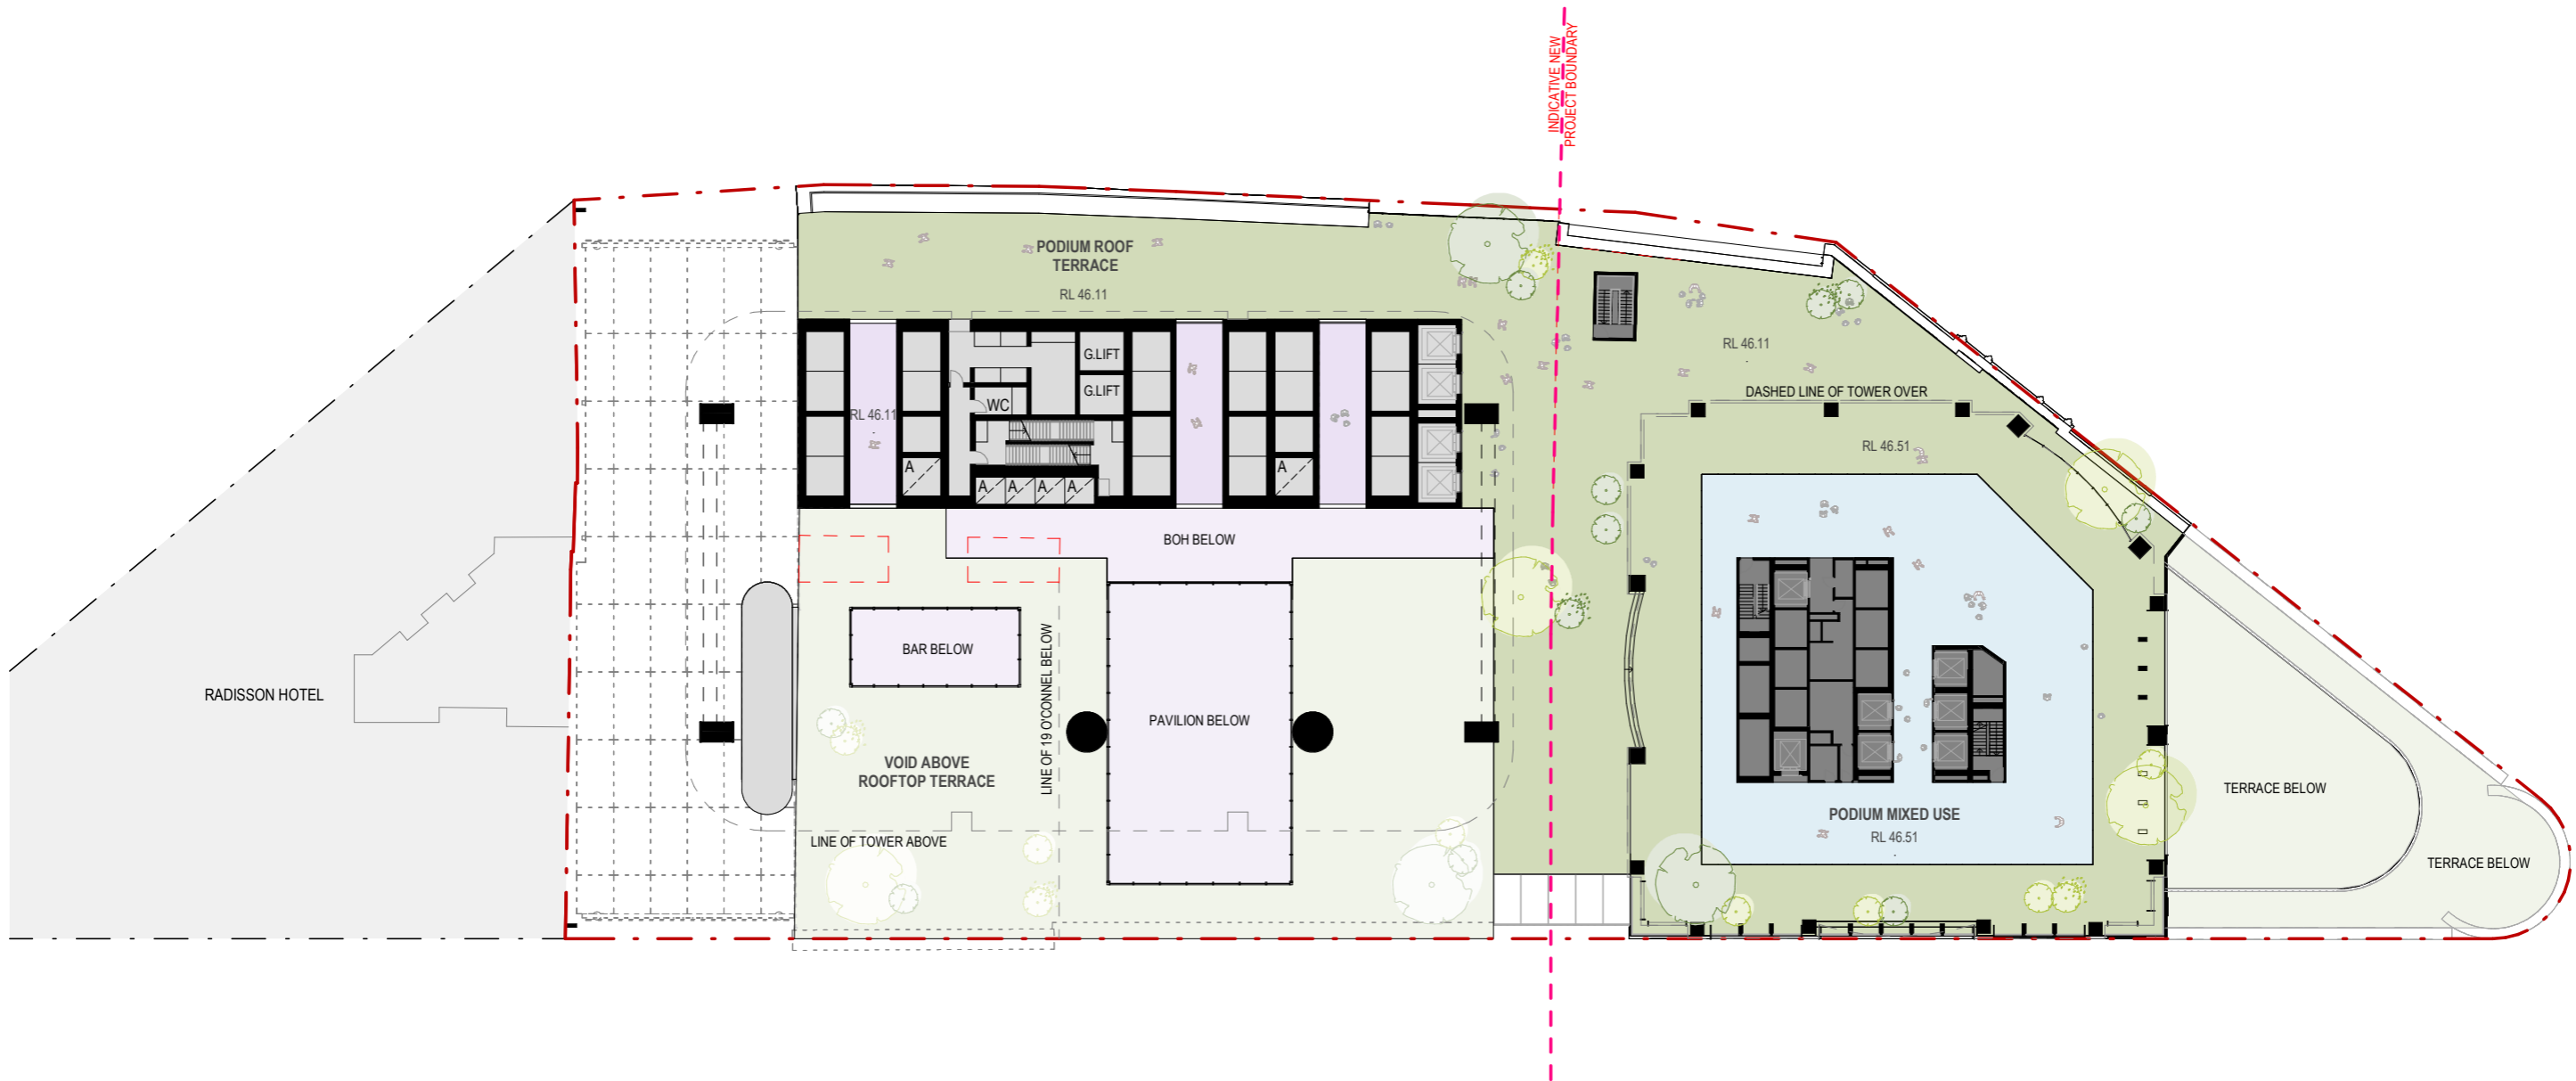 INDICATIVE NEW
PROJECT BOUNDARY
PODIUM ROOF
TERRACE
RL 46.11
G.LIFT
G.LIFT
WC
RL 46.11
A
A
A
A
A
A
RL 46.11
DASHED LINE OF TOWER OVER
RL 46.51
BOH BELOW
BAR BELOW
LINE OF 19 O'CONNEL BELOW
RADISSON HOTEL
PAVILION BELOW
VOID ABOVE
ROOFTOP TERRACE
LINE OF TOWER ABOVE
PODIUM MIXED USE
RL 46.51
TERRACE BELOW
TERRACE BELOW